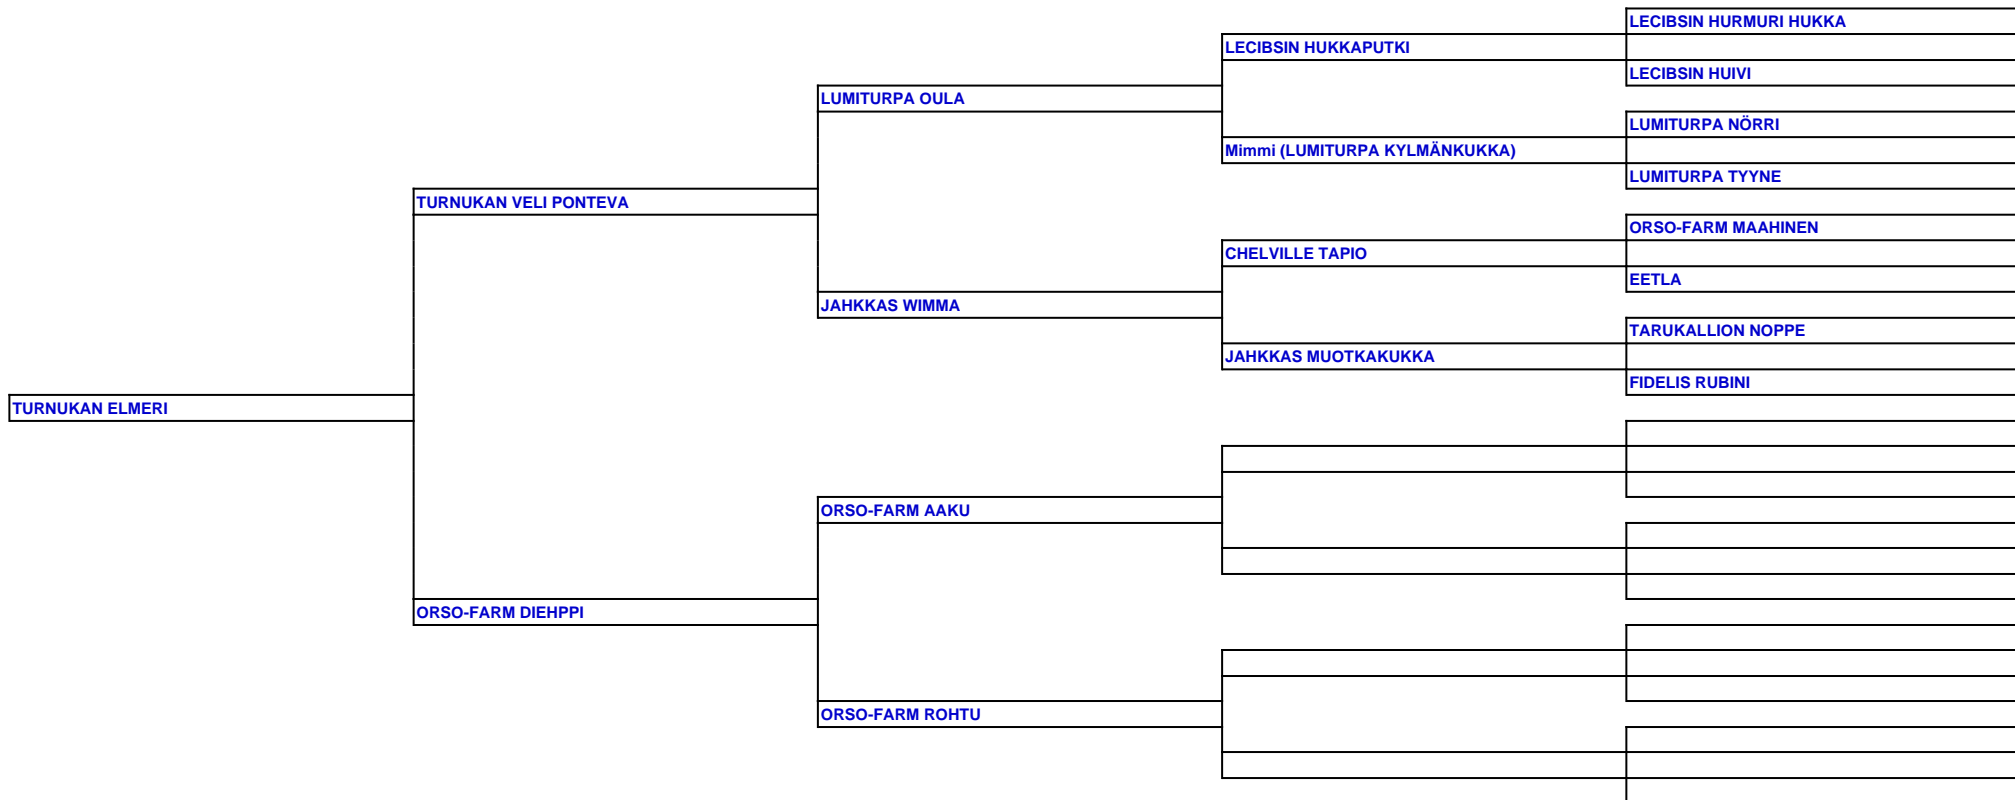 LECIBSIN HURMURI HUKKA
LECIBSIN HUKKAPUTKI
LECIBSIN HUIVI
LUMITURPA OULA
LUMITURPA NÖRRI
Mimmi (LUMITURPA KYLMÄNKUKKA)
LUMITURPA TYYNE
TURNUKAN VELI PONTEVA
ORSO-FARM MAAHINEN
CHELVILLE TAPIO
EETLA
JAHKKAS WIMMA
TARUKALLION NOPPE
JAHKKAS MUOTKAKUKKA
FIDELIS RUBINI
TURNUKAN ELMERI
ORSO-FARM AAKU
ORSO-FARM DIEHPPI
ORSO-FARM ROHTU